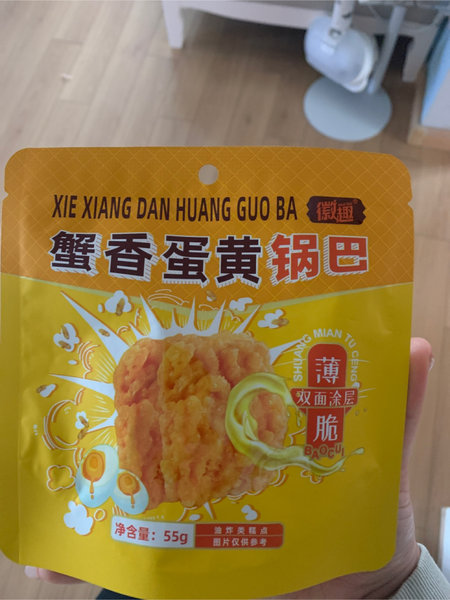 XIE XIANG DAN HUANG GUO BA
徽趣
蟹香蛋黄锅巴
SHUANG MIAN TU CENG
薄
双面涂层
脆
BAOCUI
净含量：55g
油炸类糕点
图片仅供参考